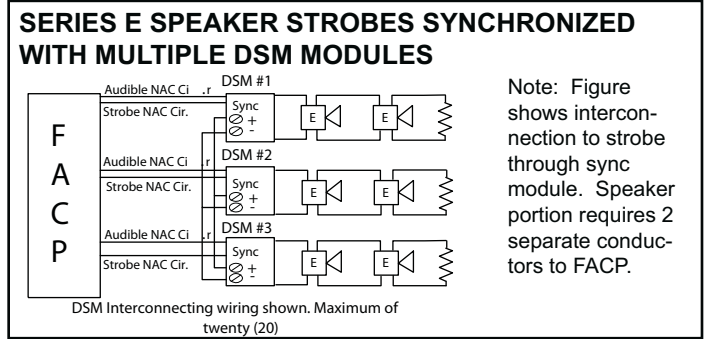 SERIES E SPEAKER STROBES SYNCHRONIZED
WITH MULTIPLE DSM MODULES
Audible NAC Ci .r
DSM #1
Strobe NAC Cir.
Sync
+
-
E
E
Audible NAC Ci .r
DSM #2
Strobe NAC Cir.
Sync
+
-
E
E
Audible NAC Ci .r
DSM #3
Strobe NAC Cir.
Sync
+
-
E
E
F
A
C
P
DSM Interconnecting wiring shown. Maximum of
twenty (20)
Note: Figure
shows intercon-
nection to strobe
through sync
module. Speaker
portion requires 2
separate conduc-
tors to FACP.